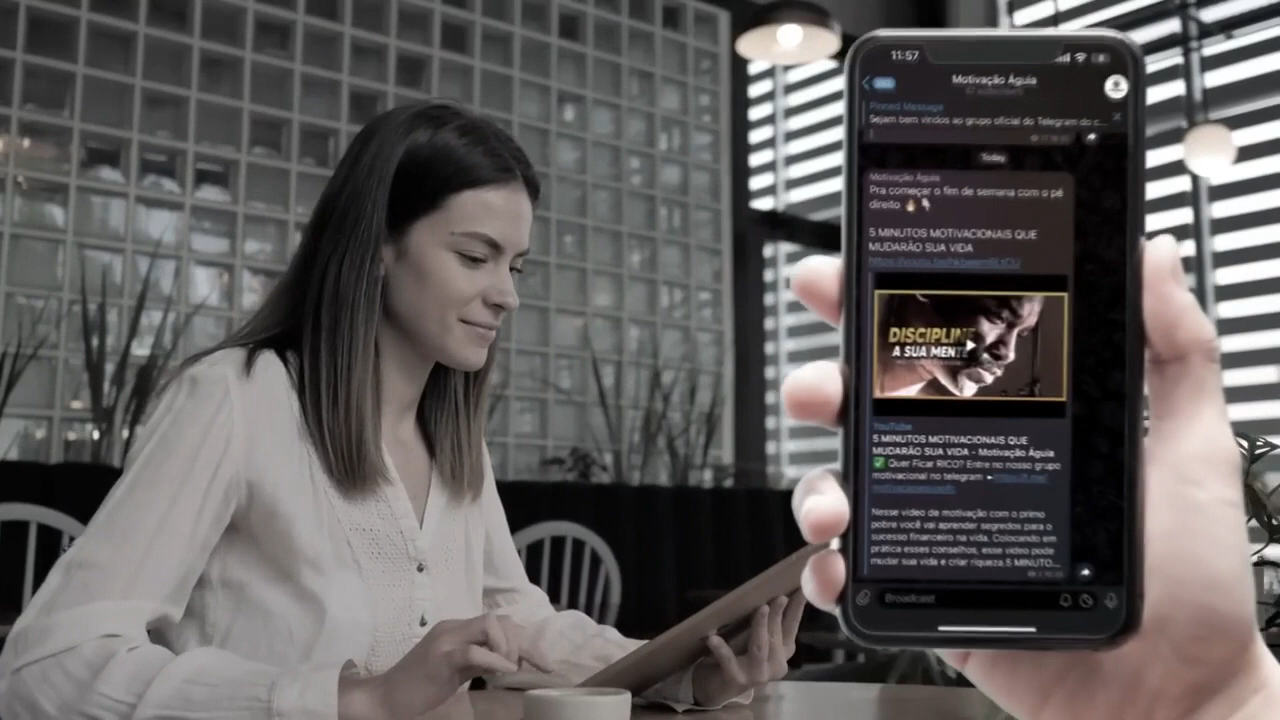 11:57
Motivação Águia
Pinned Message
Sejam bem vindos ao grupo oficial do Telegram do c...
Today
Motivação Águia
Pra começar o fim de semana com o pé
direito 🔥👇
5 MINUTOS MOTIVACIONAIS QUE
MUDARÃO SUA VIDA
DISCIPLINE
A SUA MENTE
YouTube
5 MINUTOS MOTIVACIONAIS QUE
MUDARÃO SUA VIDA - Motivação Águia
✅ Quer Ficar RICO? Entre no nosso grupo
motivacional no telegram
Nesse video de motivação com o primo
pobre você vai aprender segredos para o
sucesso financeiro na vida. Colocando em
prática esses conselhos, esse video pode
mudar sua vida e criar riqueza.5 MINUTO...
Broadcast